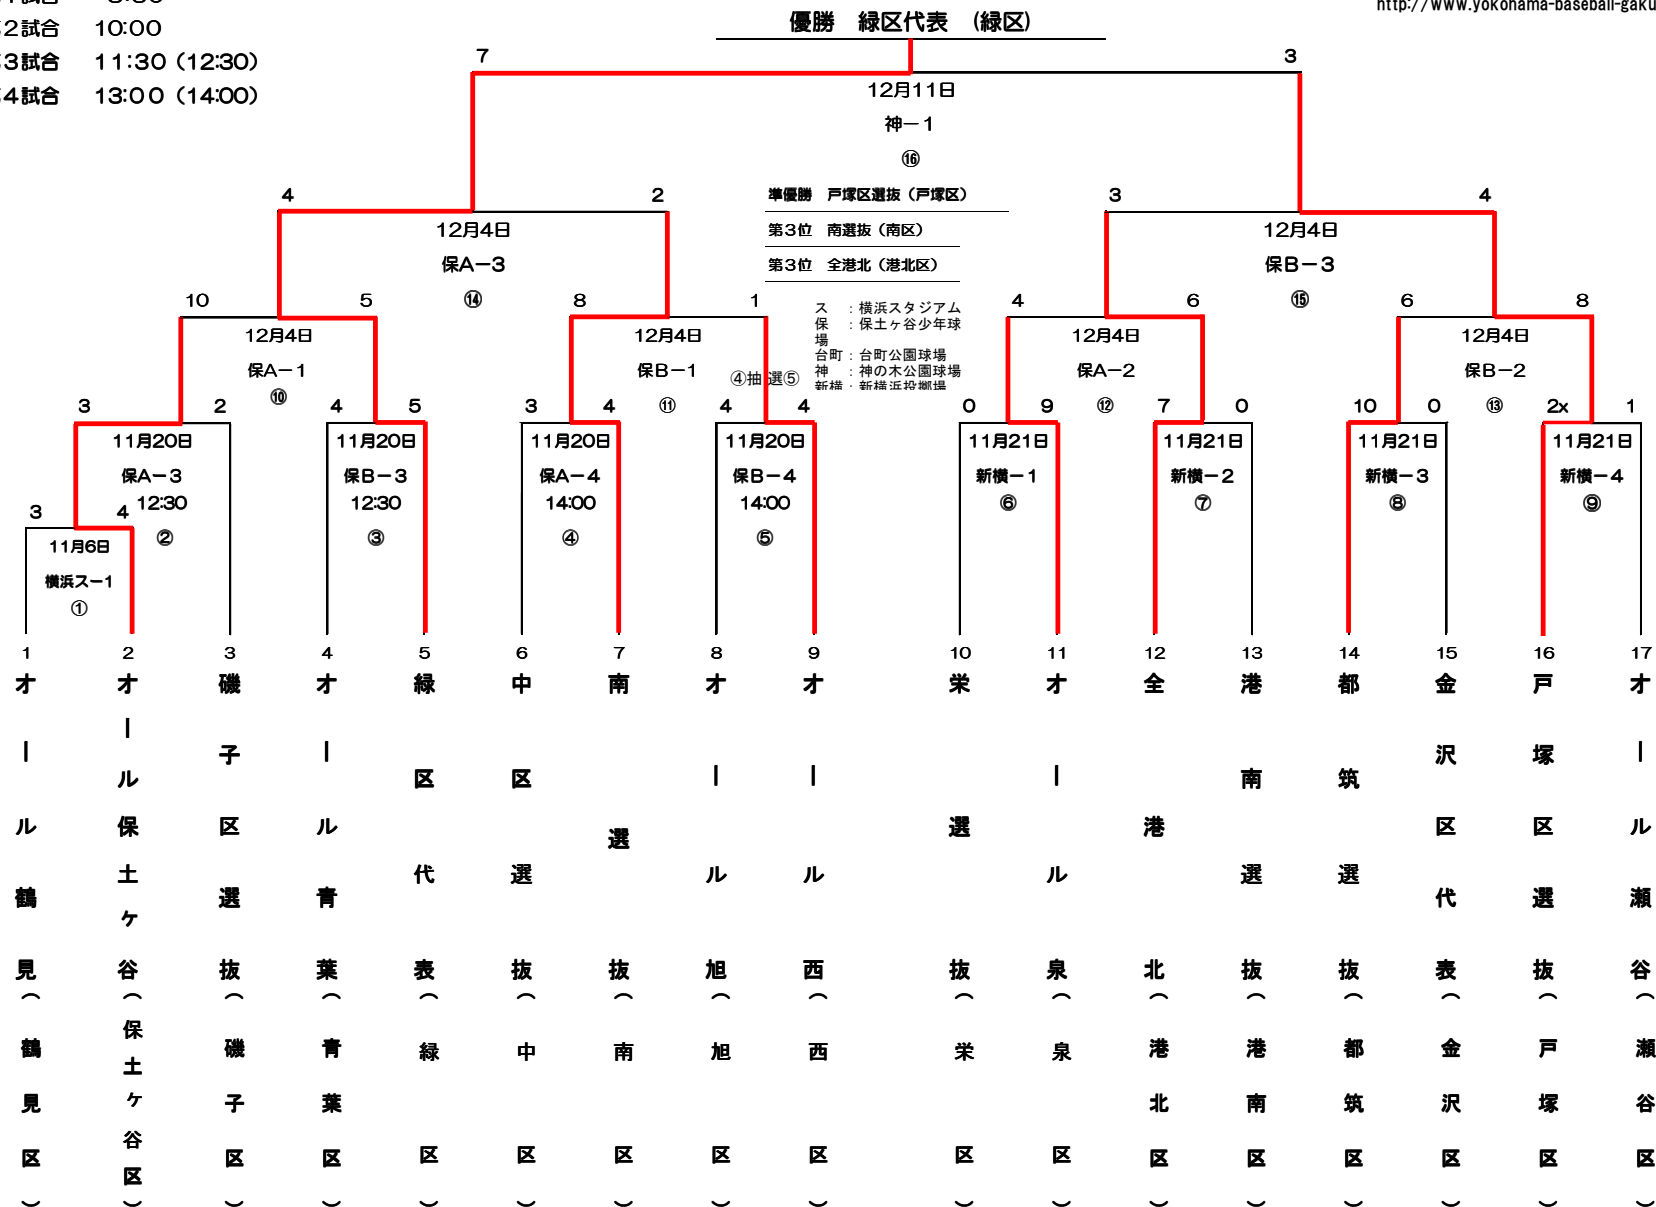 2試合 10:00
http://www.yokohama-baseball-gaku
優勝 緑区代表 (緑区)
3試合 11:30（12:30）
4試合 13:00（14:00）
7 3
12月11日
神－1
⑯
4 2 3 4
準優勝 戸塚区選抜（戸塚区）
第３位 南選抜（南区）
第３位 全港北（港北区）
12月4日 12月4日
保A－3 保B－3
⑭ ⑮
10 5 8 1 4 6 6 8
ス ：横浜スタジアム
保 ：保土ヶ谷少年球
場
台町：台町公園球場
神 ：神の木公園球場
新横：新横浜投擲場
12月4日 12月4日 12月4日 12月4日
保A－1 保B－1 保A－2 保B－2
④抽選⑤
⑩ ⑪ ⑫ ⑬
3 2 4 5 3 4 4 4 0 9 7 0 10 0 2x 1
11月20日 11月20日 11月20日 11月20日 11月21日 11月21日 11月21日 11月21日
保A－3 保B－3 保A－4 保B－4 新横－1 新横－2 新横－3 新横－4
12:30 12:30 14:00 14:00 ⑥ ⑦ ⑧ ⑨
3 4
② ③ ④ ⑤
11月6日
横浜ス－1
①
1 2 3 4 5 6 7 8 9 10 11 12 13 14 15 16 17
オール鶴見（鶴見区）
オール保土ヶ谷（保土ヶ谷区）
磯子区選抜（磯子区）
オール青葉（青葉区）
緑区代表（緑区）
中区選抜（中区）
南選抜（南区）
オール旭（旭区）
オール西（西区）
栄選抜（栄区）
オール泉（泉区）
全港北（港北区）
港南選抜（港南区）
都筑選抜（都筑区）
金沢区代表（金沢区）
戸塚区選抜（戸塚区）
オール瀬谷（瀬谷区）